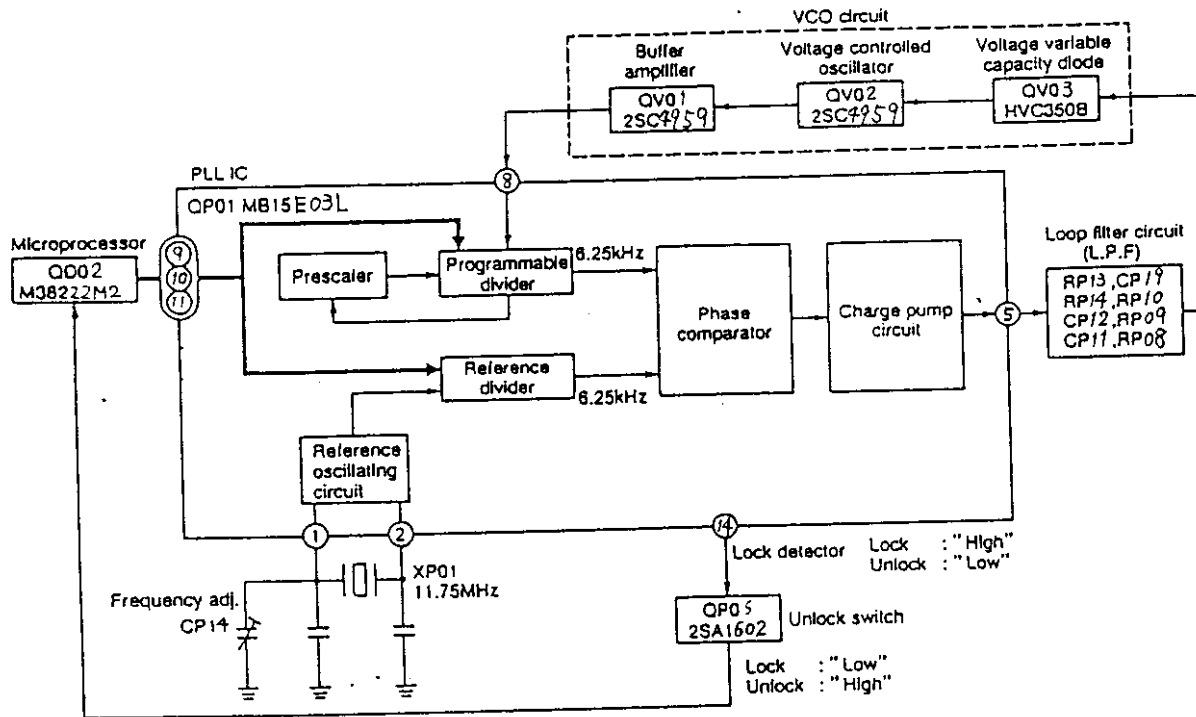 VCO circuit
Buffer
amplifier
QV01
2SC4959
Voltage controlled
oscillator
QV02
2SC4959
Voltage variable
capacity diode
QV03
HVC350B
PLL IC
QP01 MB15E03L
8
Microprocessor
QD02
M38222M2
9
10
11
Prescaler
Programmable
divider
6.25kHz
Phase
comparator
Charge pump
circuit
5
Loop filter circuit
(L.P.F)
RP13,CP19
RP14,RP10
CP12,RP09
CP11,RP08
Reference
divider
6.25kHz
Reference
oscillating
circuit
1
2
14
Lock detector
Lock : "High"
Unlock : "Low"
XP01
11.75MHz
Frequency adj.
CP14
QP05
2SA1602
Unlock switch
Lock : "Low"
Unlock : "High"